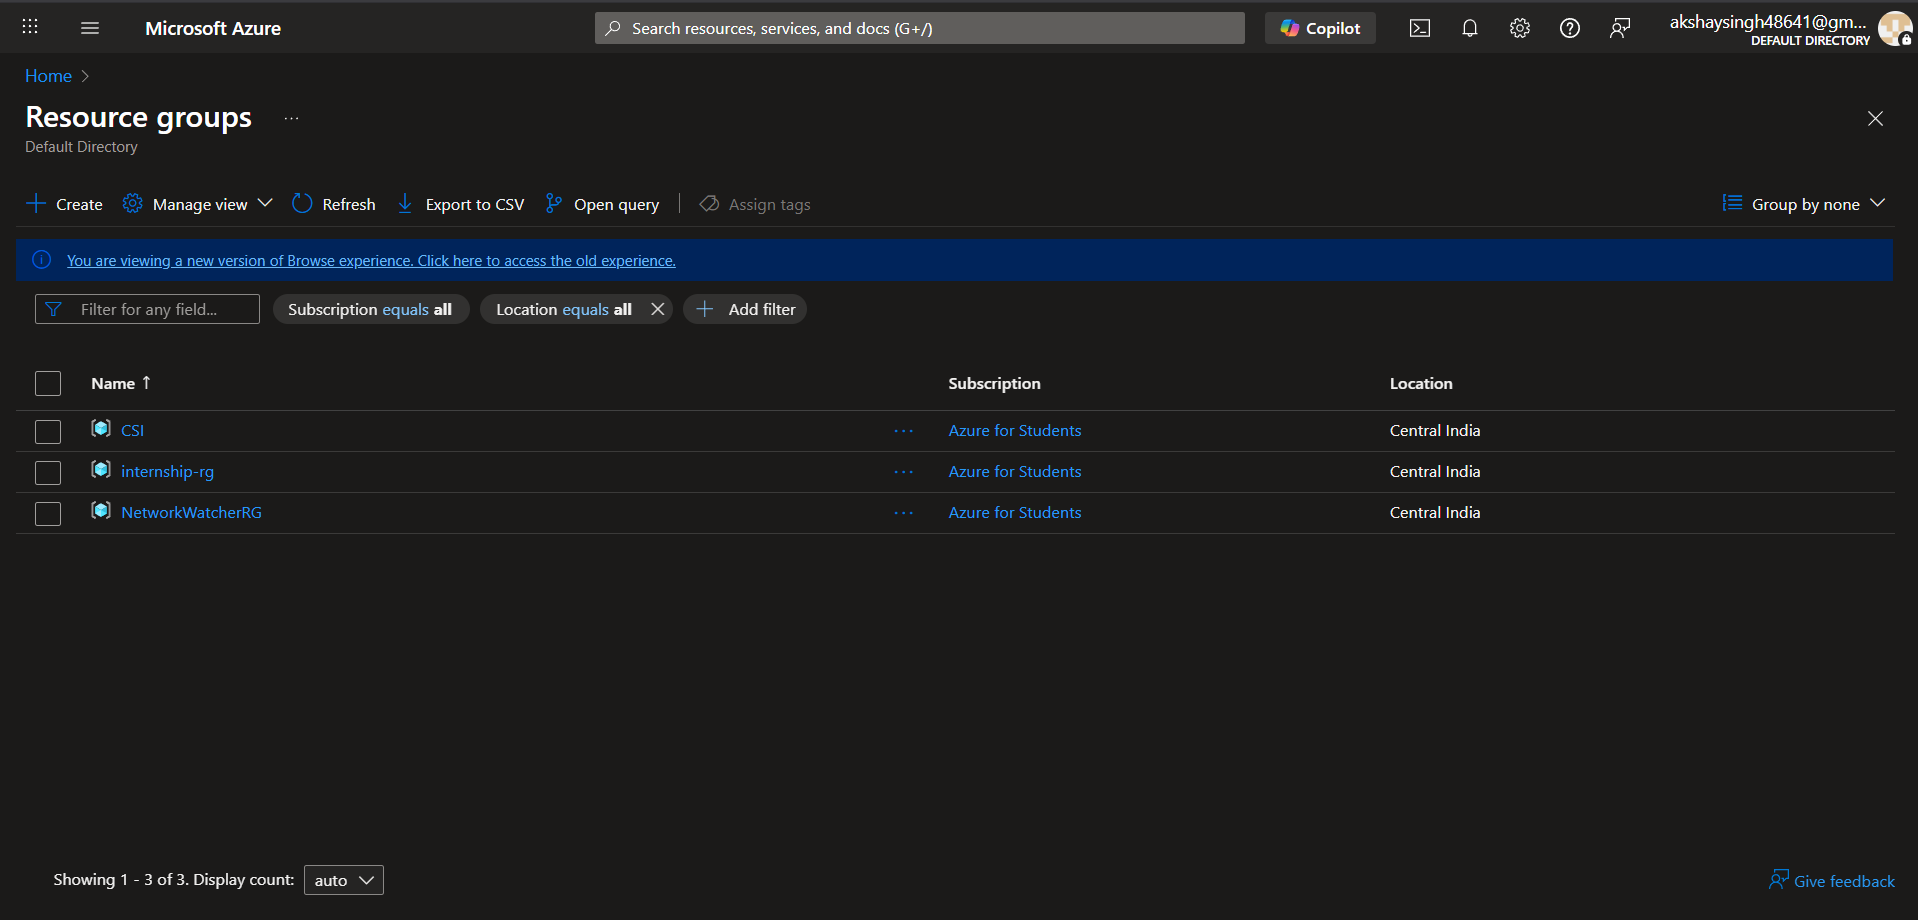 Microsoft Azure
Search resources, services, and docs (G+/)
Copilot
akshaysingh48641@gm...
DEFAULT DIRECTORY
Home
Resource groups ...
Default Directory
Create Manage view Refresh Export to CSV Open query Assign tags Group by none
You are viewing a new version of Browse experience. Click here to access the old experience.
Filter for any field... Subscription equals all Location equals all Add filter
Name ↑ Subscription Location
CSI ... Azure for Students Central India
internship-rg ... Azure for Students Central India
NetworkWatcherRG ... Azure for Students Central India
Showing 1 - 3 of 3. Display count: auto
Give feedback